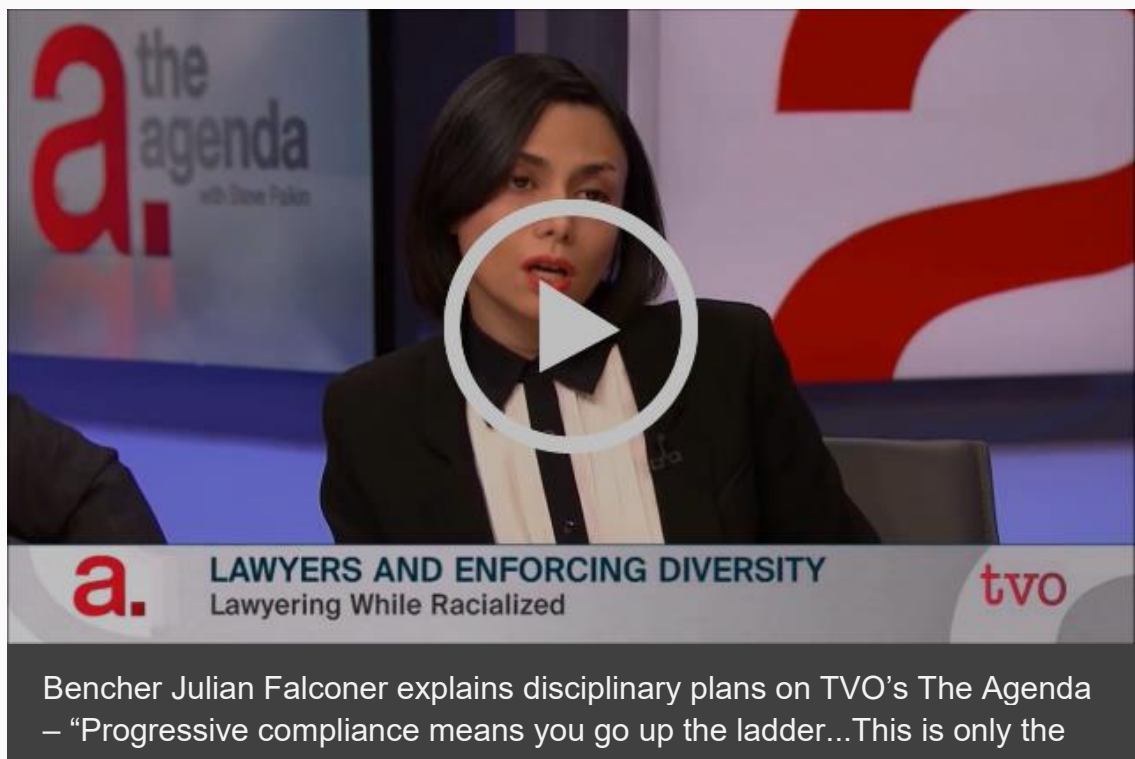 the
agenda
with Steve Paikin
a.
LAWYERS AND ENFORCING DIVERSITY
Lawyering While Racialized
tvo
Bencher Julian Falconer explains disciplinary plans on TVO’s The Agenda
– “Progressive compliance means you go up the ladder...This is only the